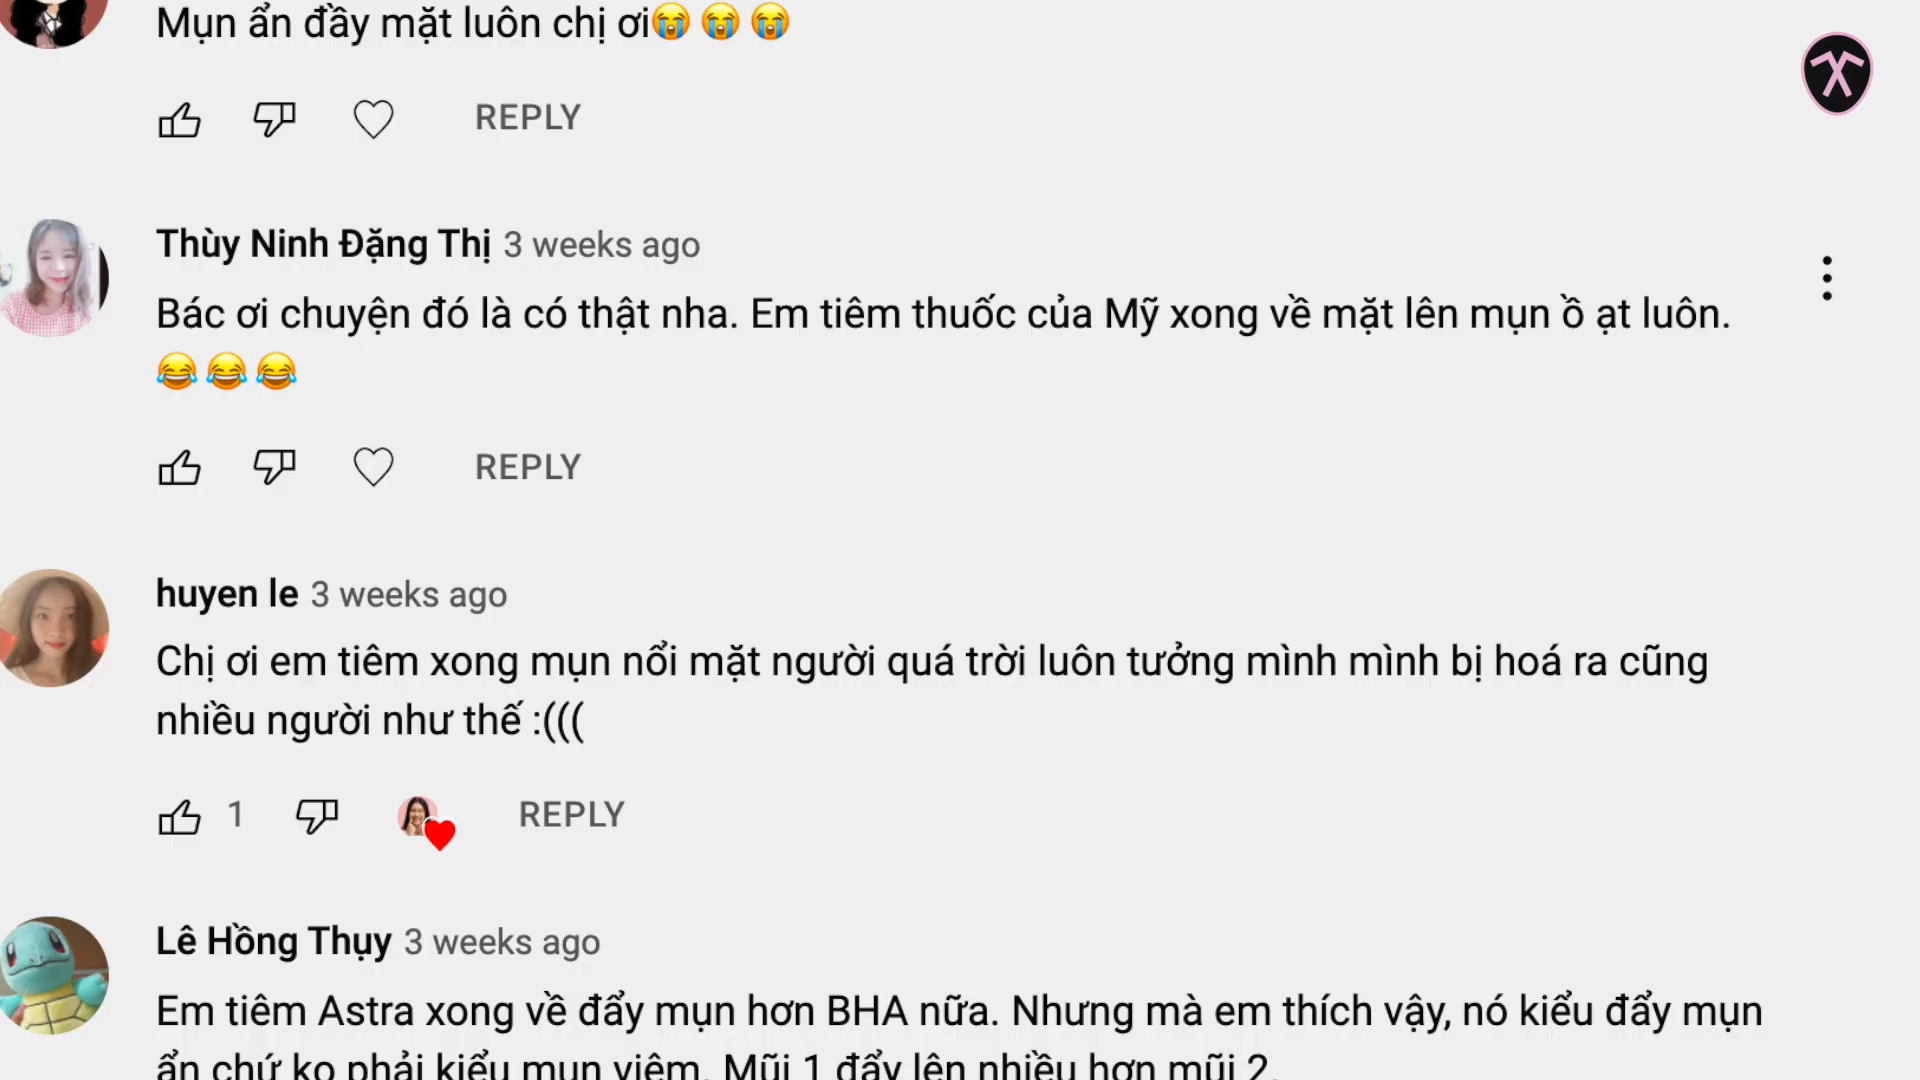 Mụn ẩn đầy mặt luôn chị ơi😭😭😭
REPLY
Thùy Ninh Đặng Thị 3 weeks ago
Bác ơi chuyện đó là có thật nha. Em tiêm thuốc của Mỹ xong về mặt lên mụn ồ ạt luôn.
😂😂😂
REPLY
huyen le 3 weeks ago
Chị ơi em tiêm xong mụn nổi mặt người quá trời luôn tưởng mình mình bị hoá ra cũng
nhiều người như thế :(((
1 REPLY
Lê Hồng Thụy 3 weeks ago
Em tiêm Astra xong về đẩy mụn hơn BHA nữa. Nhưng mà em thích vậy, nó kiểu đẩy mụn
ẩn chứ ko phải kiểu mụn viêm. Mũi 1 đẩy lên nhiều hơn mũi 2.